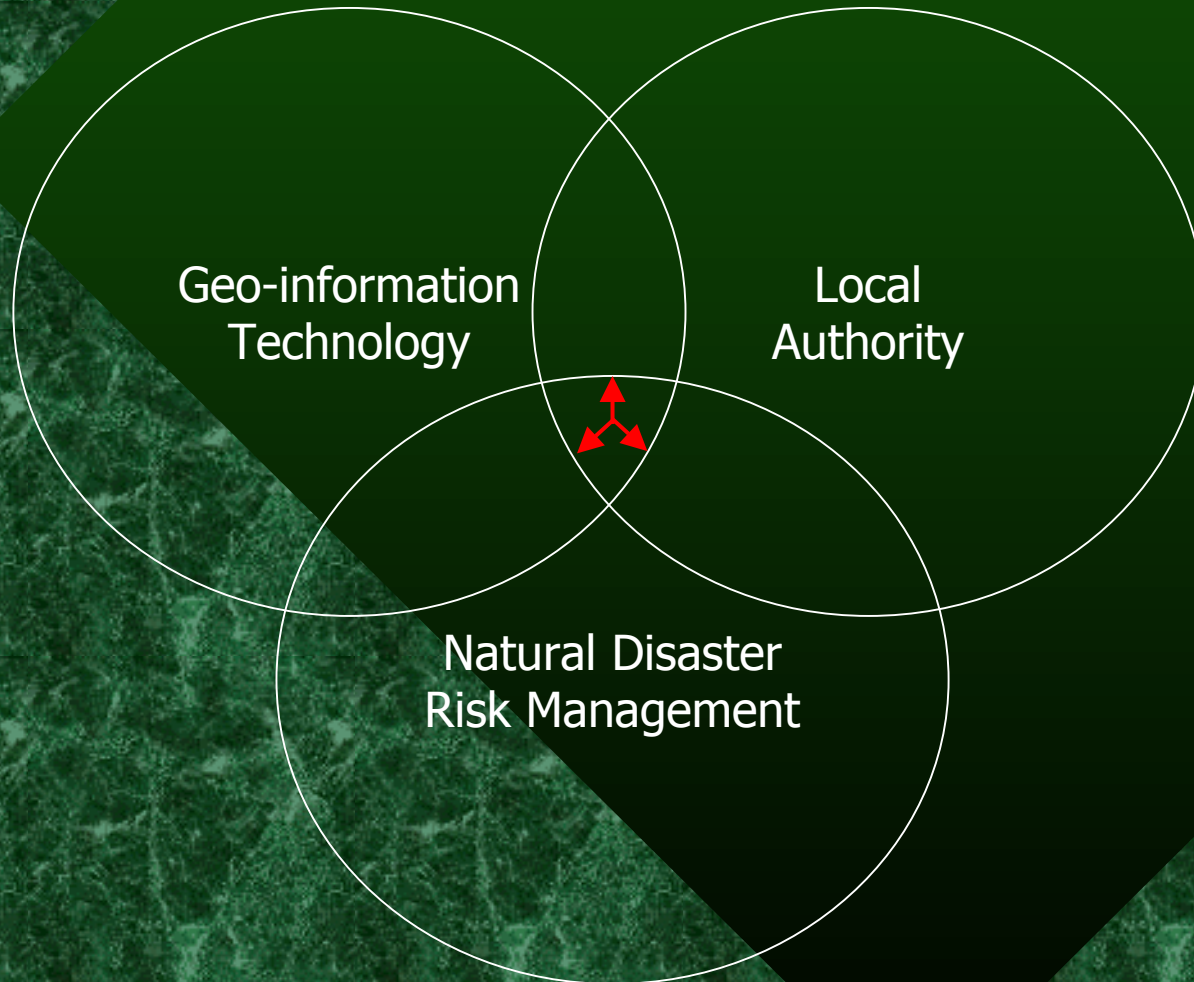 Geo-information
Technology
Local
Authority
Natural Disaster
Risk Management